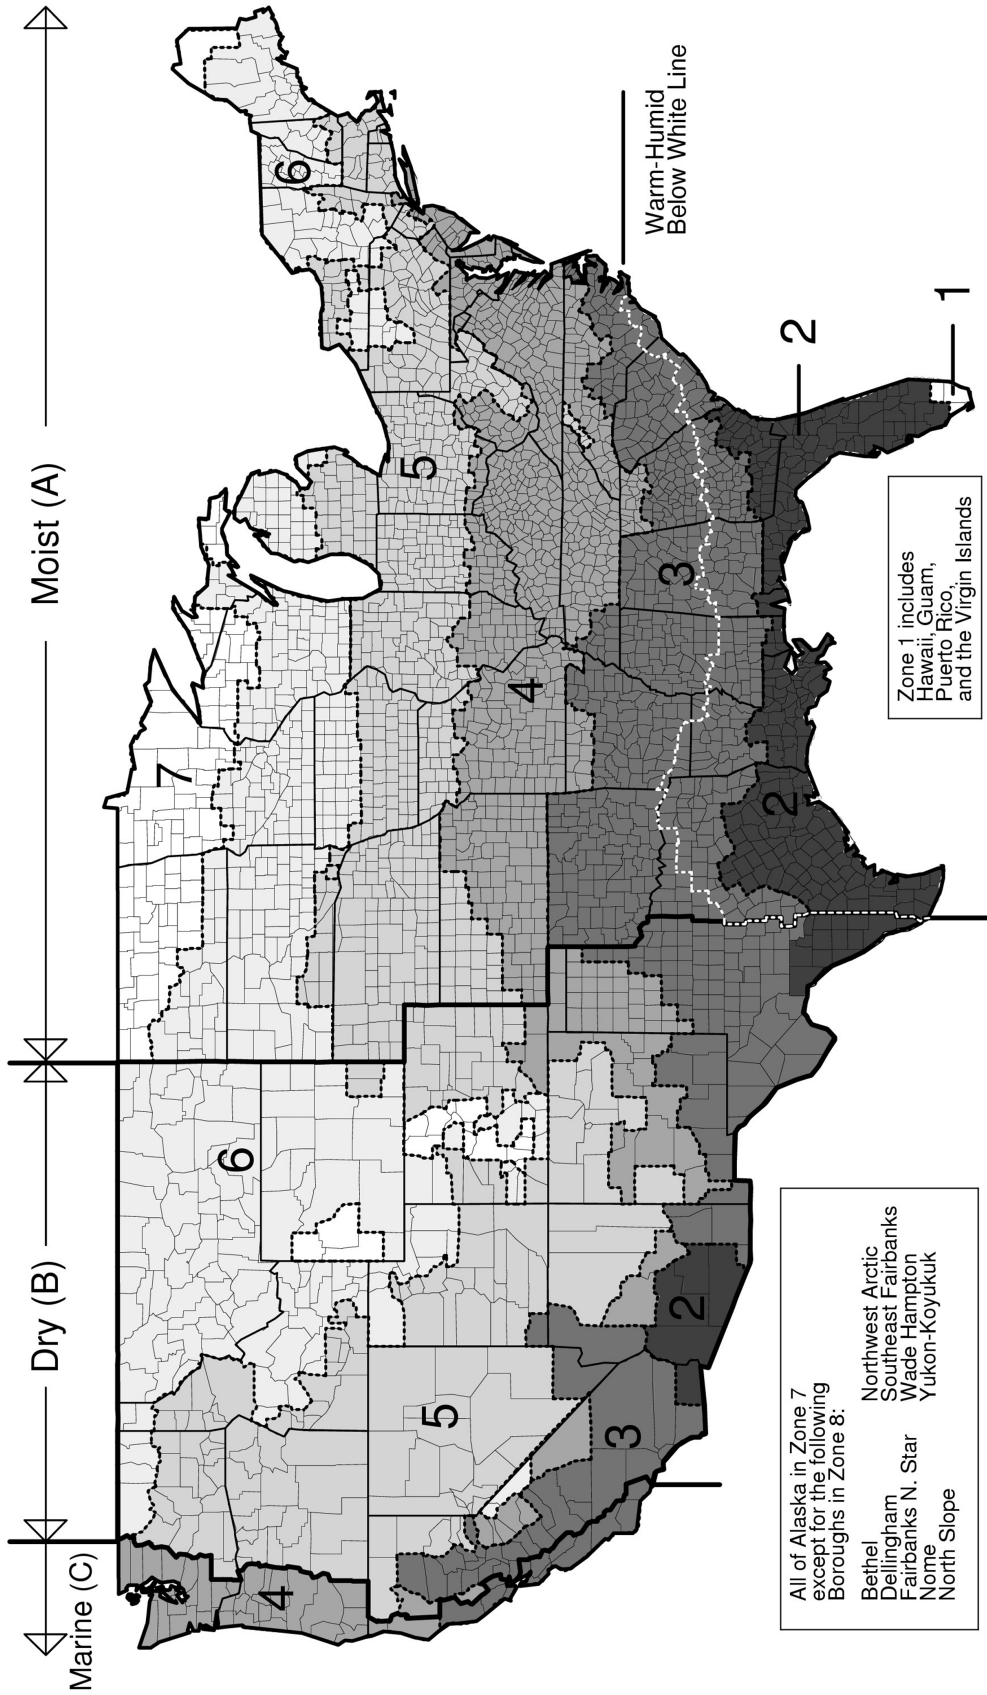 Marine (C)
Dry (B)
Moist (A)
7
6
6
5
5
4
4
3
3
2
2
2
1
Warm-Humid
Below White Line
All of Alaska in Zone 7
except for the following
Boroughs in Zone 8:
Bethel
Dellingham
Fairbanks N. Star
Nome
North Slope
Northwest Arctic
Southeast Fairbanks
Wade Hampton
Yukon-Koyukuk
Zone 1 includes
Hawaii, Guam,
Puerto Rico,
and the Virgin Islands